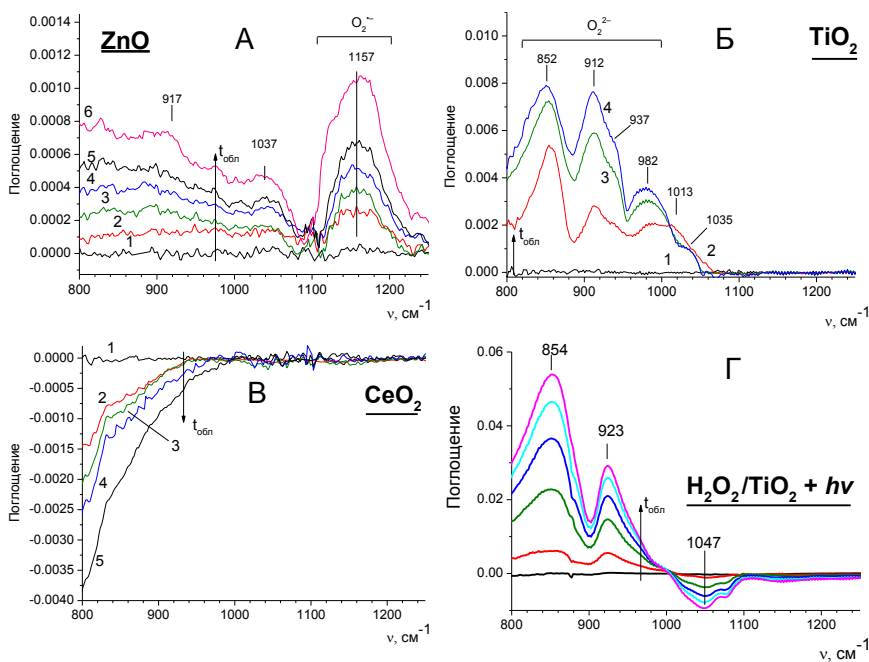 ZnO
А
O₂•–
1157
917
1037
6
5
4
3
2
1
tобл
0.0014
0.0012
0.0010
0.0008
0.0006
0.0004
0.0002
0.0000
Поглощение
800 900 1000 1100 1200
ν, см⁻¹
Б
TiO₂
O₂²⁻
852
912
937
982
1013
1035
4
3
2
1
tобл
0.010
0.008
0.006
0.004
0.002
0.000
Поглощение
800 900 1000 1100 1200
ν, см⁻¹
В
CeO₂
1
2
3
4
5
tобл
0.0000
-0.0005
-0.0010
-0.0015
-0.0020
-0.0025
-0.0030
-0.0035
-0.0040
Поглощение
800 900 1000 1100 1200
ν, см⁻¹
Г
854
923
1047
H₂O₂/TiO₂ + hν
tобл
0.06
0.04
0.02
0.00
Поглощение
800 900 1000 1100 1200
ν, см⁻¹